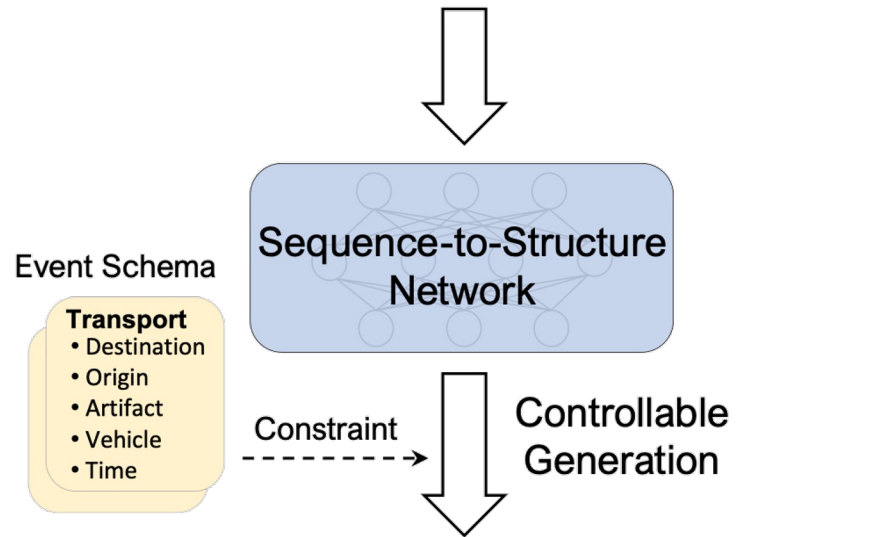 Sequence-to-Structure
Network
Event Schema
Transport
• Destination
• Origin
• Artifact
• Vehicle
• Time
Constraint
Controllable
Generation